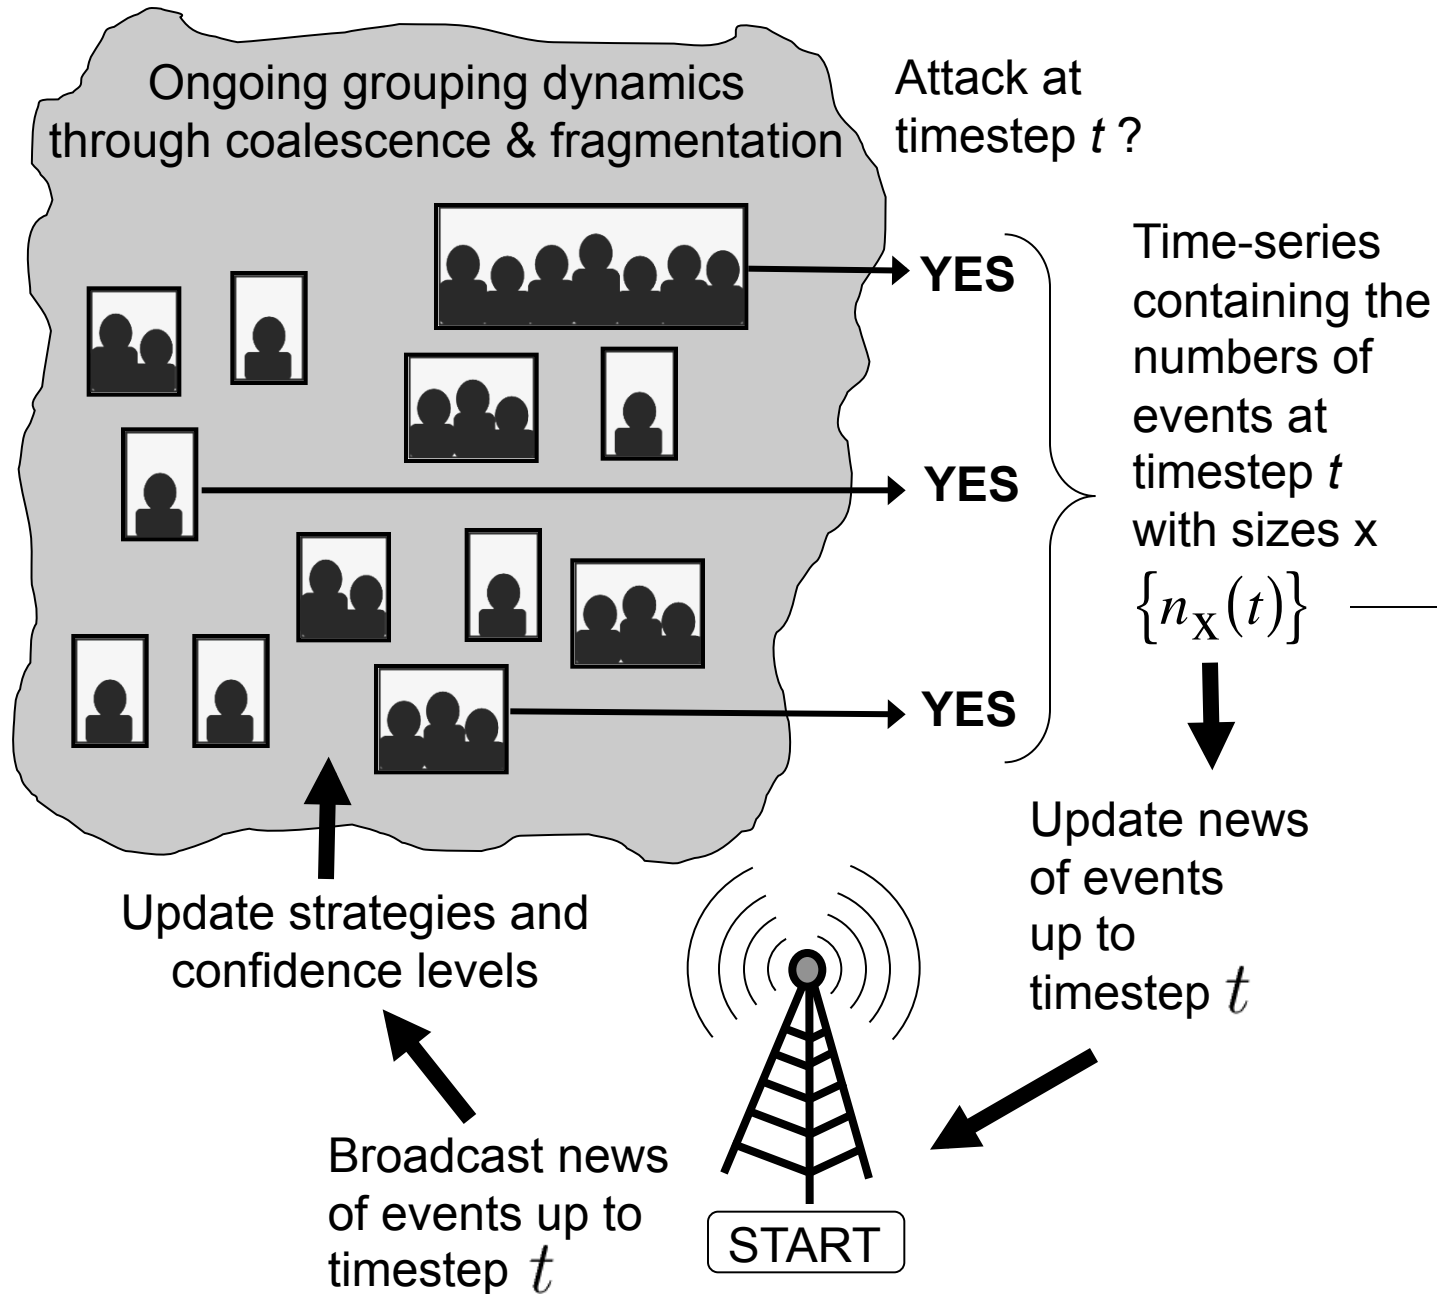 Ongoing grouping dynamics
through coalescence & fragmentation
Attack at
timestep t ?
YES
YES
YES
Time-series
containing the
numbers of
events at
timestep t
with sizes x
{n_x(t)}
Update news
of events
up to
timestep t
START
Broadcast news
of events up to
timestep t
Update strategies and
confidence levels